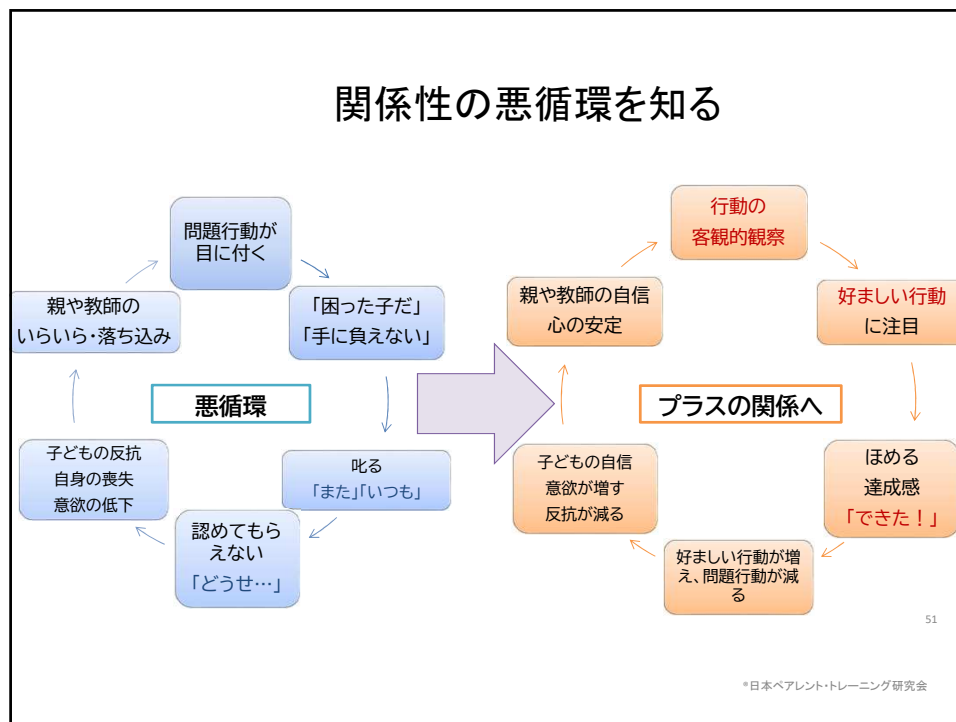 関係性の悪循環を知る
問題行動が
目に付く
「困った子だ」
「手に負えない」
叱る
「また」「いつも」
認めてもら
えない
「どうせ…」
子どもの反抗
自身の喪失
意欲の低下
親や教師の
いらいら・落ち込み
悪循環
行動の
客観的観察
好ましい行動
に注目
ほめる
達成感
「できた！」
好ましい行動が増
え、問題行動が減
る
子どもの自信
意欲が増す
反抗が減る
親や教師の自信
心の安定
プラスの関係へ
51
®日本ペアレント・トレーニング研究会